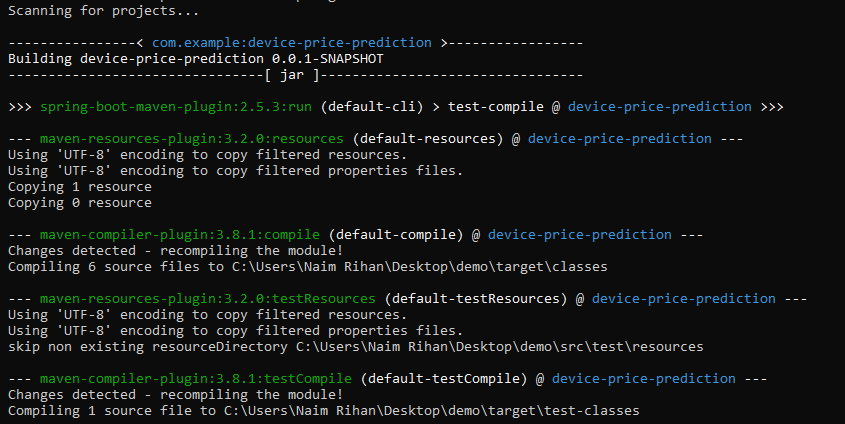 Scanning for projects...
----------------< com.example:device-price-prediction >-----------------
Building device-price-prediction 0.0.1-SNAPSHOT
--------------------------------[ jar ]---------------------------------
>>> spring-boot-maven-plugin:2.5.3:run (default-cli) > test-compile @ device-price-prediction >>>
--- maven-resources-plugin:3.2.0:resources (default-resources) @ device-price-prediction ---
Using 'UTF-8' encoding to copy filtered resources.
Using 'UTF-8' encoding to copy filtered properties files.
Copying 1 resource
Copying 0 resource
--- maven-compiler-plugin:3.8.1:compile (default-compile) @ device-price-prediction ---
Changes detected - recompiling the module!
Compiling 6 source files to C:\Users\Naim Rihan\Desktop\demo\target\classes
--- maven-resources-plugin:3.2.0:testResources (default-testResources) @ device-price-prediction ---
Using 'UTF-8' encoding to copy filtered resources.
Using 'UTF-8' encoding to copy filtered properties files.
skip non existing resourceDirectory C:\Users\Naim Rihan\Desktop\demo\src\test\resources
--- maven-compiler-plugin:3.8.1:testCompile (default-testCompile) @ device-price-prediction ---
Changes detected - recompiling the module!
Compiling 1 source file to C:\Users\Naim Rihan\Desktop\demo\target\test-classes